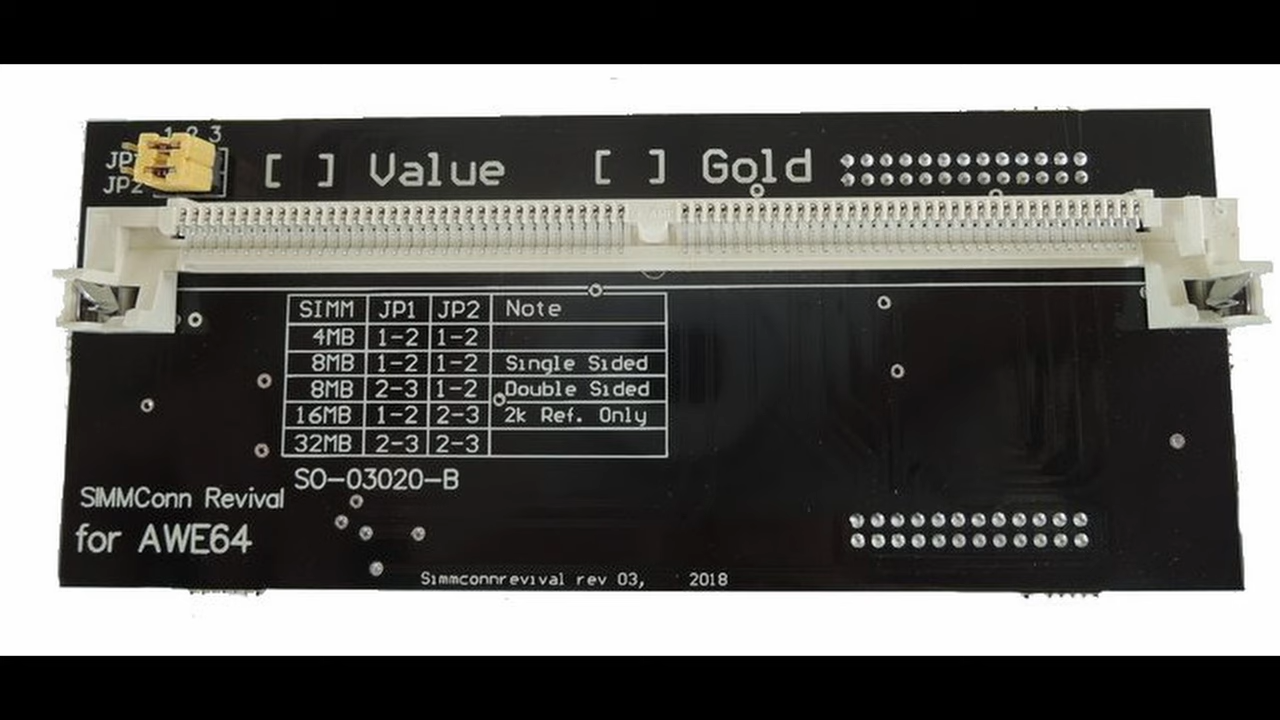 1 2 3
JP1
JP2
[ ] Value [ ] Gold
SIMM JP1 JP2 Note
4MB 1-2 1-2
8MB 1-2 1-2 Single Sided
8MB 2-3 1-2 Double Sided
16MB 1-2 2-3 2k Ref. Only
32MB 2-3 2-3
SO-03020-B
SIMMConn Revival
for AWE64
Simmconnrevival rev 03, 2018